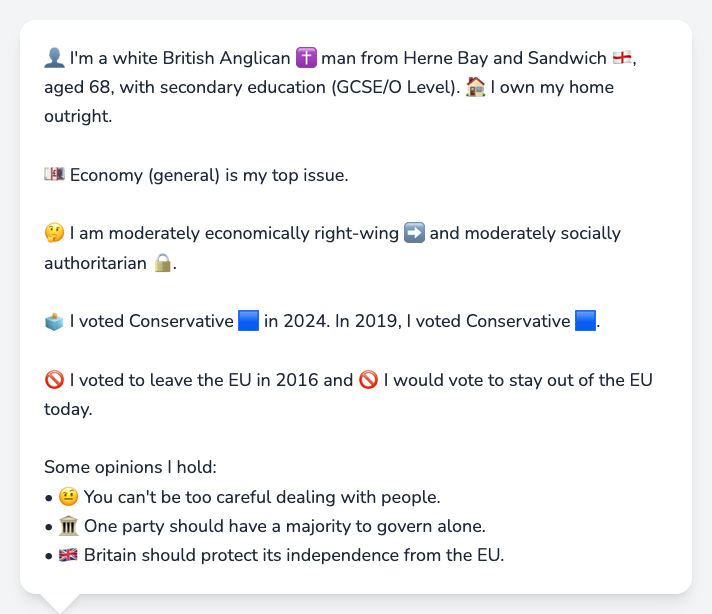 👤 I'm a white British Anglican ✝️ man from Herne Bay and Sandwich 🏴󠁧󠁢󠁥󠁮󠁧󠁿,
aged 68, with secondary education (GCSE/O Level). 🏠 I own my home
outright.
💷 Economy (general) is my top issue.
🤔 I am moderately economically right-wing ➡️ and moderately socially
authoritarian 🔒.
🗳️ I voted Conservative 🟦 in 2024. In 2019, I voted Conservative 🟦.
🚫 I voted to leave the EU in 2016 and 🚫 I would vote to stay out of the EU
today.
Some opinions I hold:
• 🤨 You can't be too careful dealing with people.
• 🏛️ One party should have a majority to govern alone.
• 🇬🇧 Britain should protect its independence from the EU.